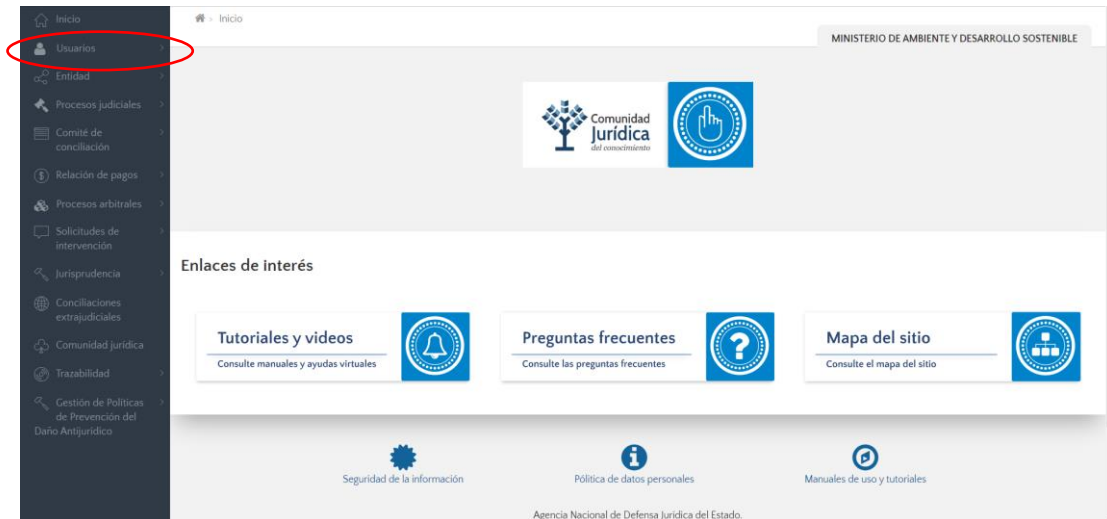 Inicio
Usuarios
Entidad
Procesos judiciales
Comité de
conciliación
Relación de pagos
Procesos arbitrales
Solicitudes de
intervención
Jurisprudencia
Conciliaciones
extrajudiciales
Comunidad jurídica
Trazabilidad
Gestión de Políticas
de Prevención del
Daño Antijurídico
Inicio
MINISTERIO DE AMBIENTE Y DESARROLLO SOSTENIBLE
Comunidad
Jurídica
del conocimiento
Enlaces de interés
Tutoriales y videos
Consulte manuales y ayudas virtuales
Preguntas frecuentes
Consulte las preguntas frecuentes
Mapa del sitio
Consulte el mapa del sitio
Seguridad de la información
Pólitica de datos personales
Manuales de uso y tutoriales
Agencia Nacional de Defensa Jurídica del Estado.